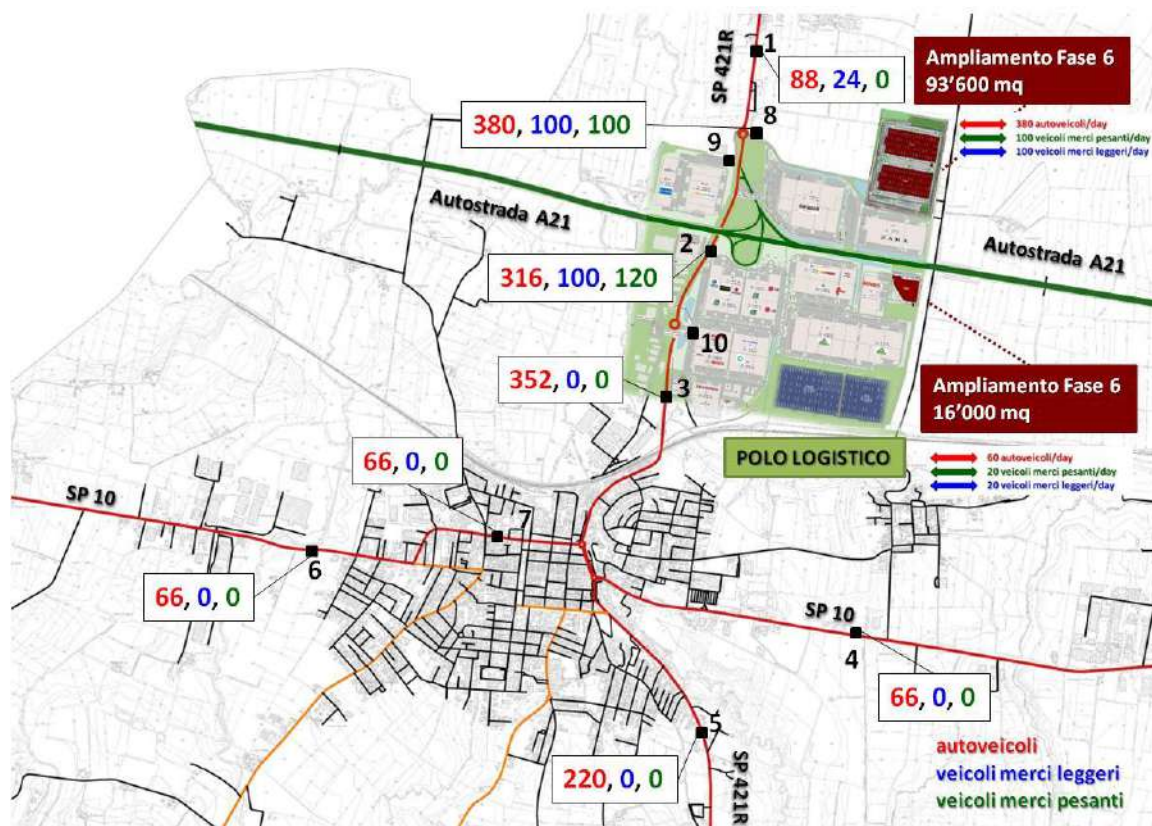 SP 421R
1
88, 24, 0
Ampliamento Fase 6
93'600 mq
380 autoveicoli/day
100 veicoli merci pesanti/day
100 veicoli merci leggeri/day
380, 100, 100
8
9
Autostrada A21
ZARA
2
Autostrada A21
316, 100, 120
10
352, 0, 0
3
Ampliamento Fase 6
16'000 mq
60 autoveicoli/day
20 veicoli merci pesanti/day
20 veicoli merci leggeri/day
POLO LOGISTICO
66, 0, 0
SP 10
7
6
66, 0, 0
SP 10
4
66, 0, 0
5
220, 0, 0
SP 421R
autoveicoli
veicoli merci leggeri
veicoli merci pesanti